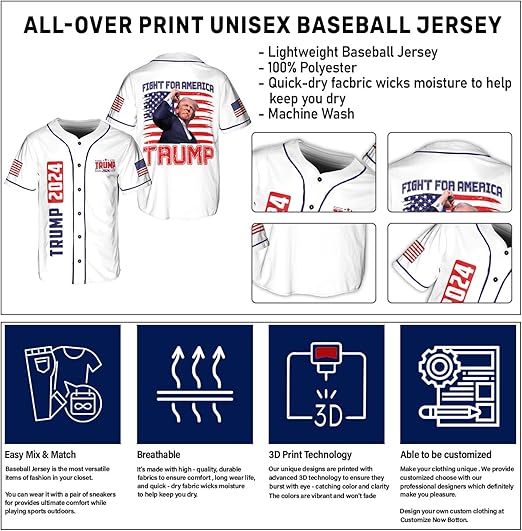 ALL-OVER PRINT UNISEX BASEBALL JERSEY
- Lightweight Baseball Jersey
- 100% Polyester
- Quick-dry facbric wicks moisture to help
keep you dry
- Machine Wash
FIGHT FOR AMERICA
TRUMP
TRUMP
2024
TRUMP 2024
FIGHT FOR AMERICA
2024
3D
Easy Mix & Match
Baseball Jersey is the most versatile
items of fashion in your closet.
You can wear it with a pair of sneakers
for provides ultimate comfort while
playing sports outdoors.
Breathable
It's made with high - quality, durable
fabrics to ensure comfort , long wear life,
and quick - dry fabric wicks moisture
to help keep you dry.
3D Print Technology
Our unique designs are printed with
advanced 3D technology to ensure they
burst with eye - catching color and clarity
The colors are vibrant and won't fade
Able to be customized
Make your clothing unique . We provide
customized choose with our
professional designers which definitely
make you pleasure.
Design your own custom clothing at
Customize Now Botton.